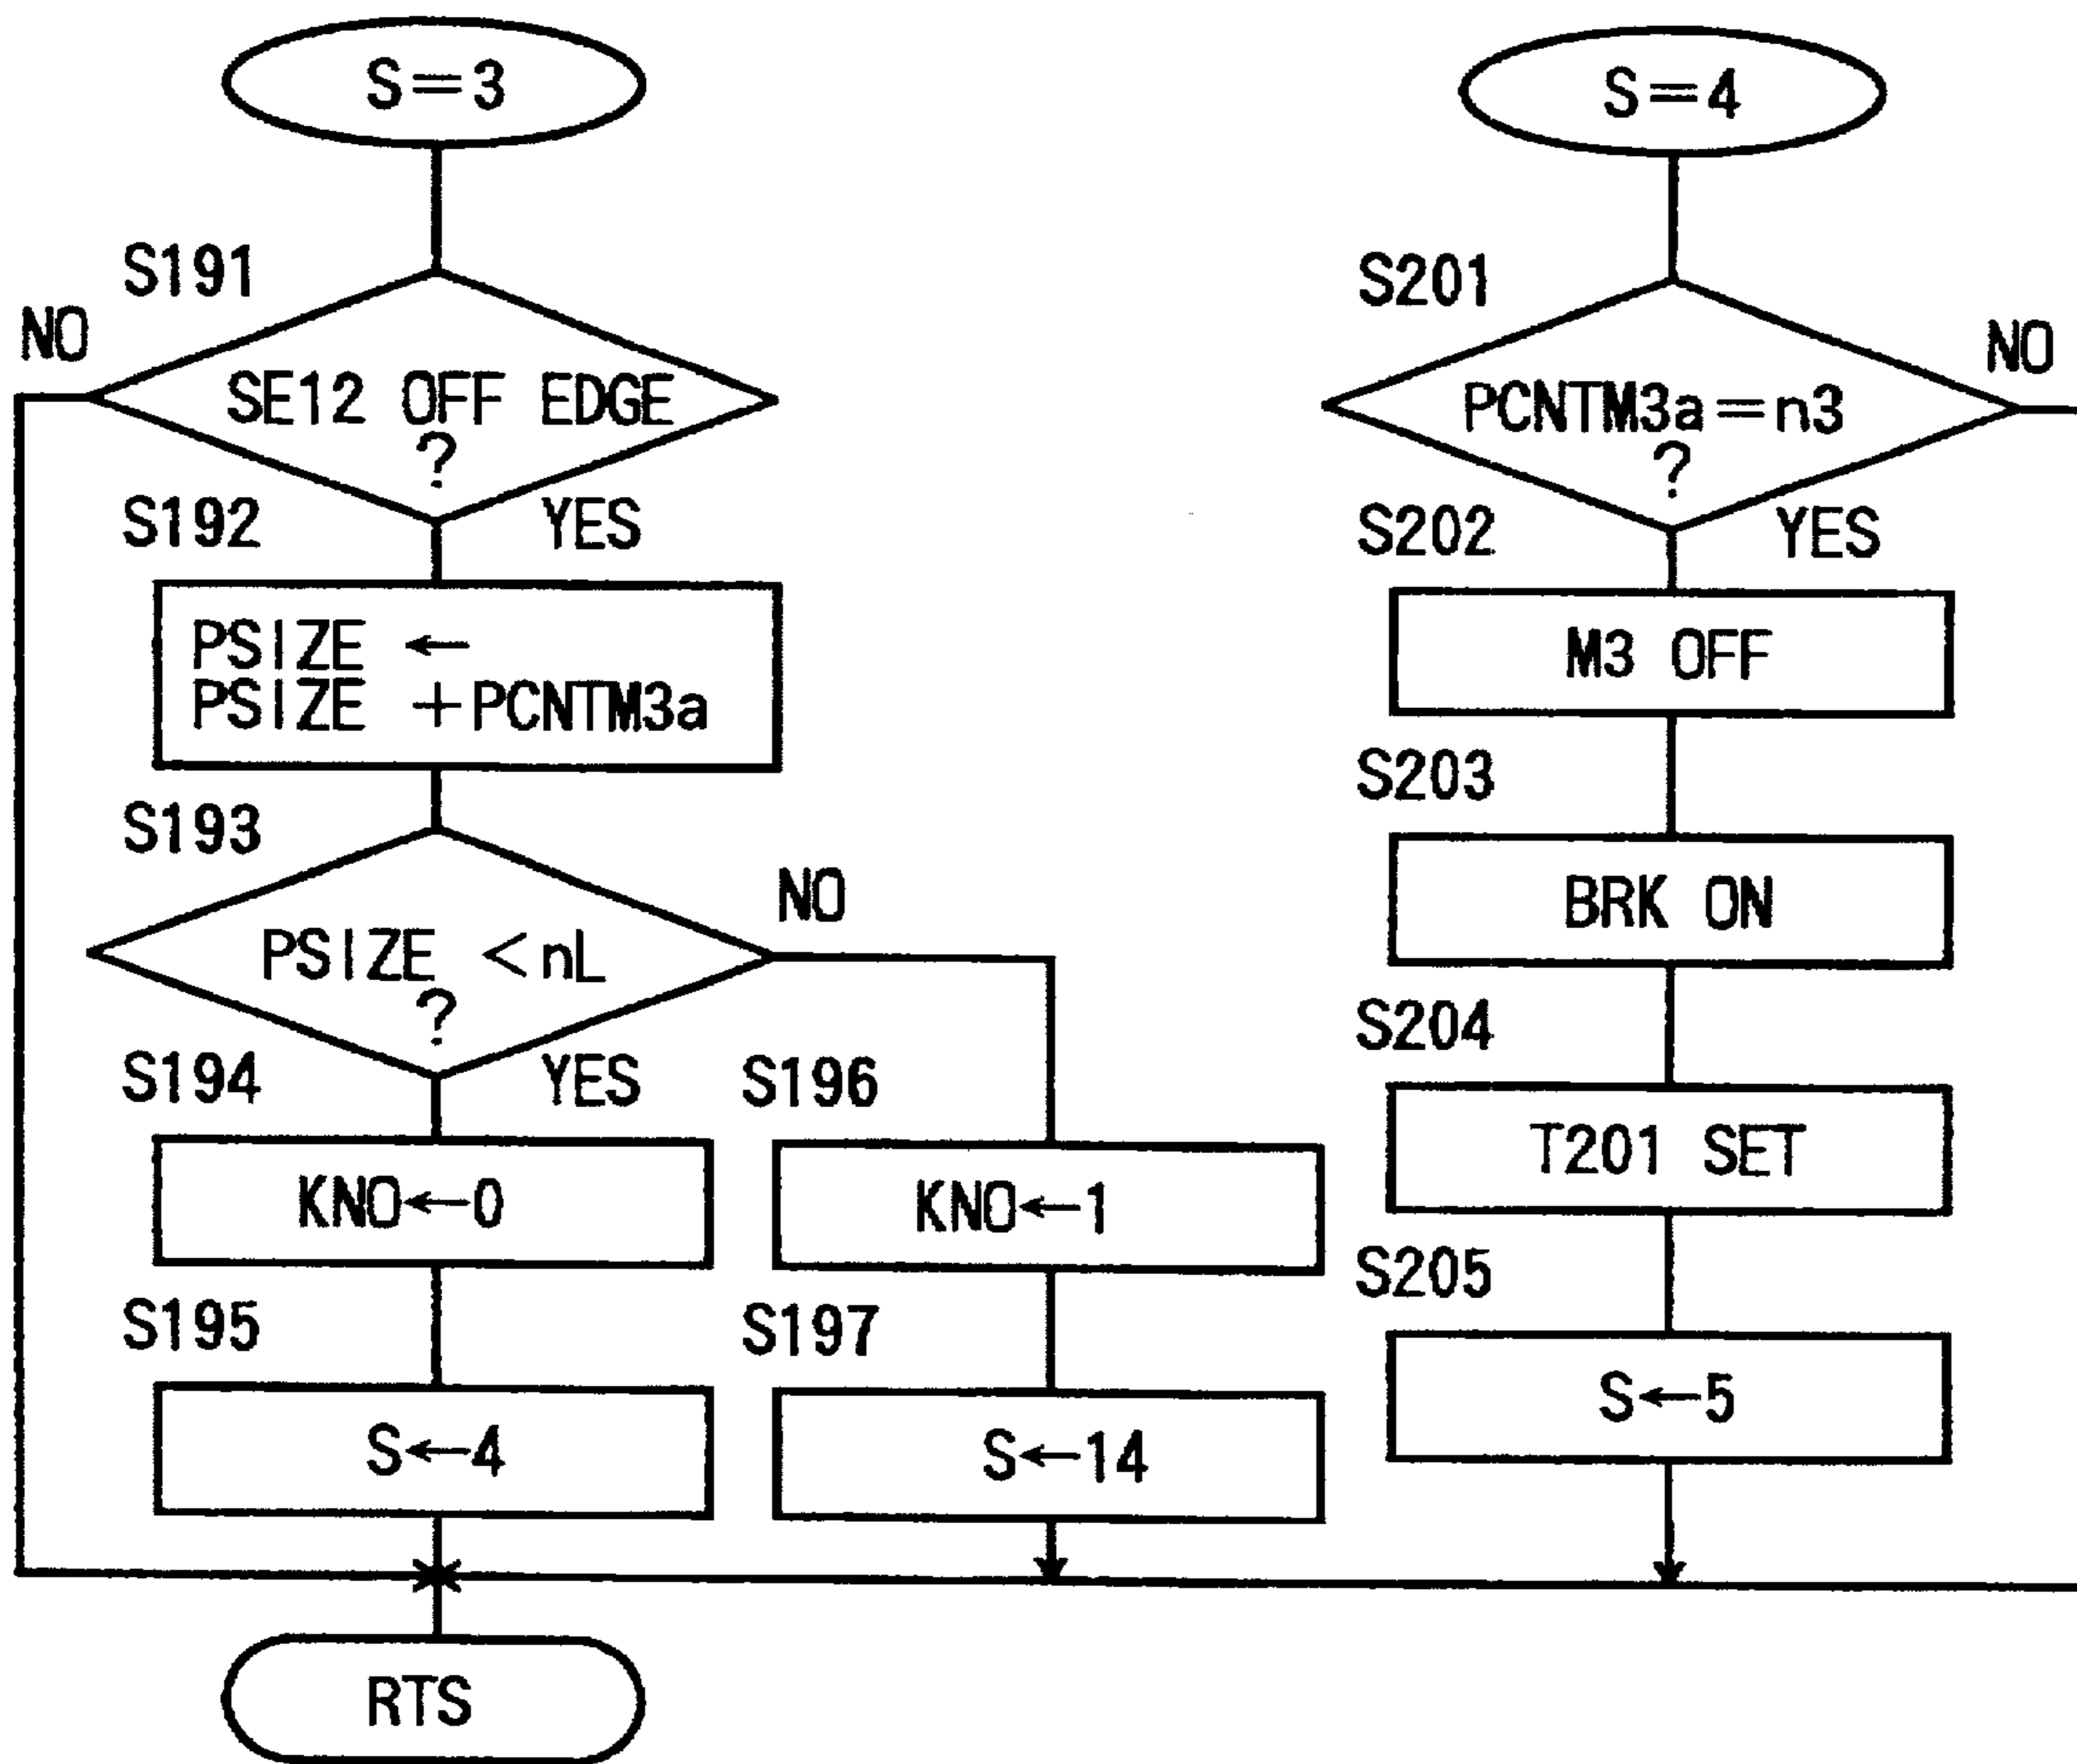 S=3
S191
NO
SE12 OFF EDGE
?
S192
YES
PSIZE ←
PSIZE +PCNTM3a
S193
NO
PSIZE <nL
?
S194
YES
KNO←0
S195
S←4
S196
KNO←1
S197
S←14
RTS
S=4
S201
NO
PCNTM3a=n3
?
S202
YES
M3 OFF
S203
BRK ON
S204
T201 SET
S205
S←5